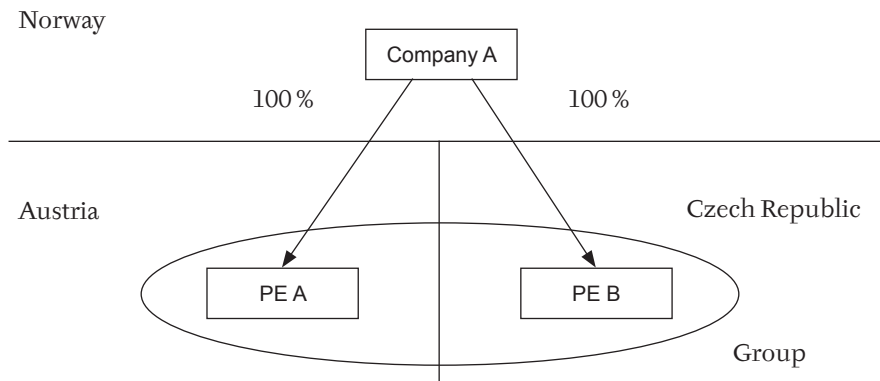 Norway
Company A
100 % 100 %
Austria
Czech Republic
PE A PE B
Group